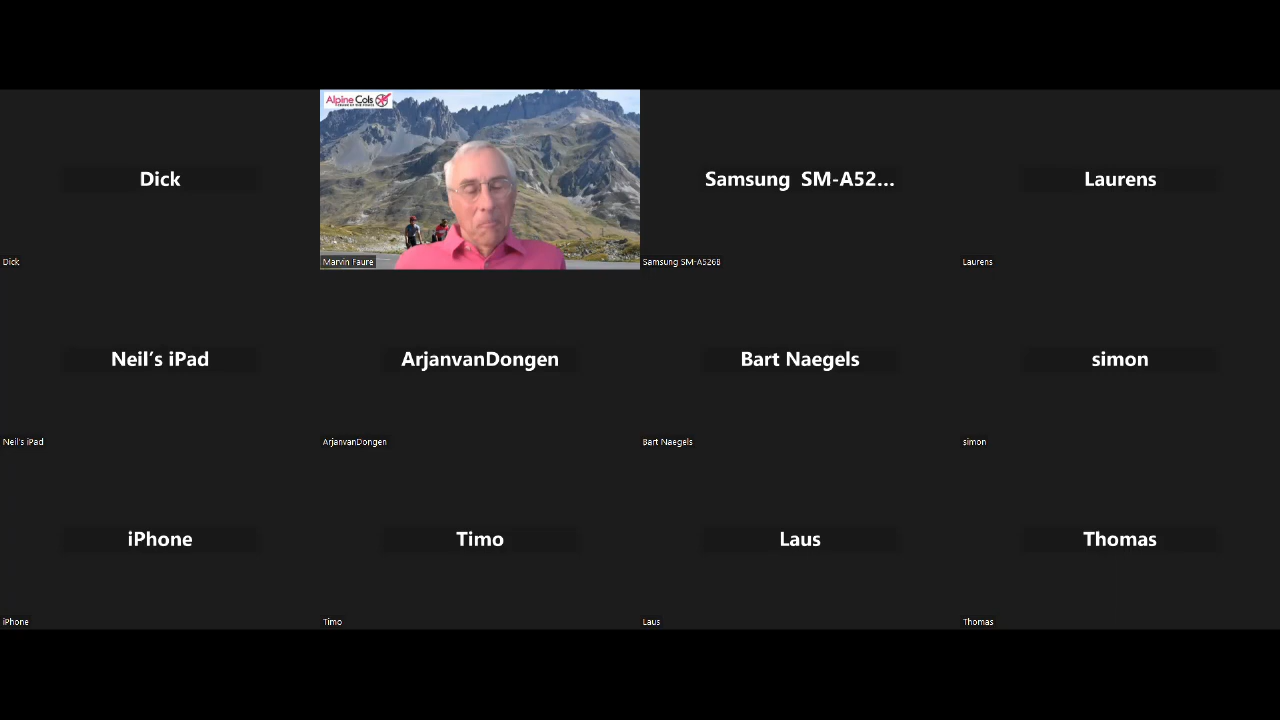 Dick
Alpine Cols
Samsung SM-A52...
Laurens
Dick
Marvin Faure
Samsung SM-A526B
Laurens
Neil's iPad
ArjanvanDongen
Bart Naegels
simon
Neil's iPad
ArjanvanDongen
Bart Naegels
simon
iPhone
Timo
Laus
Thomas
iPhone
Timo
Laus
Thomas